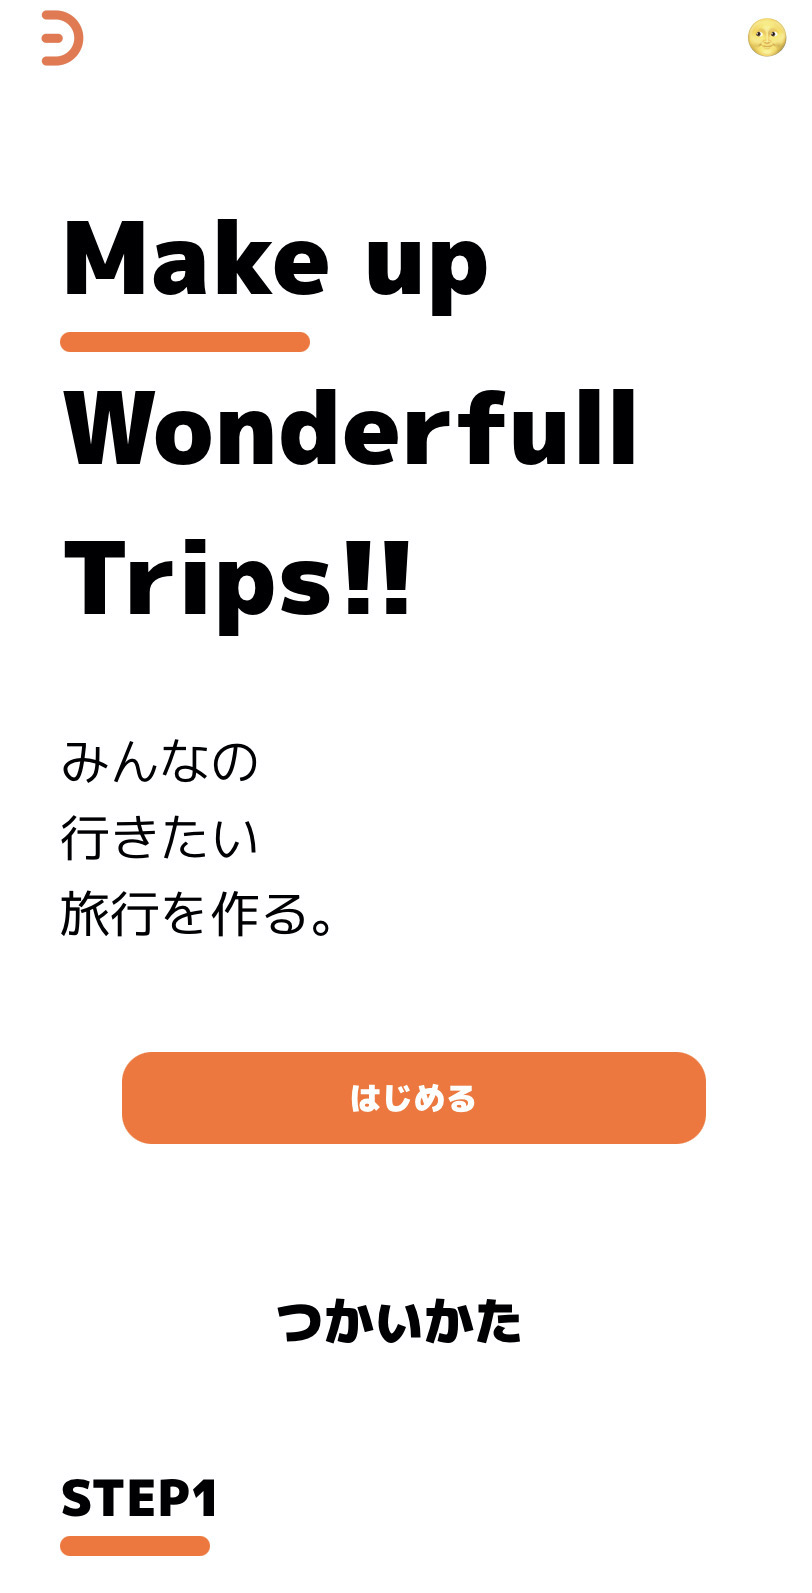 Make up
Wonderfull
Trips!!
みんなの
行きたい
旅行を作る。
はじめる
つかいかた
STEP1